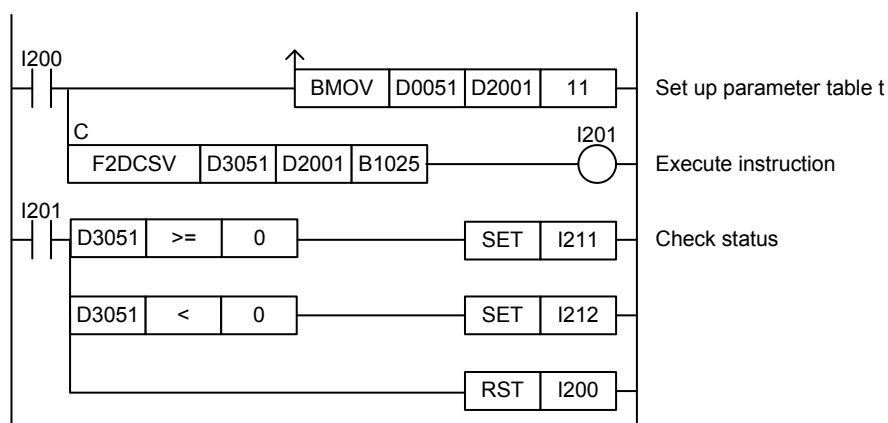 I200
BMOV D0051 D2001 11 Set up parameter table t
C I201
F2DCSV D3051 D2001 B1025 Execute instruction
I201
D3051 >= 0 SET I211 Check status
D3051 < 0 SET I212
RST I200